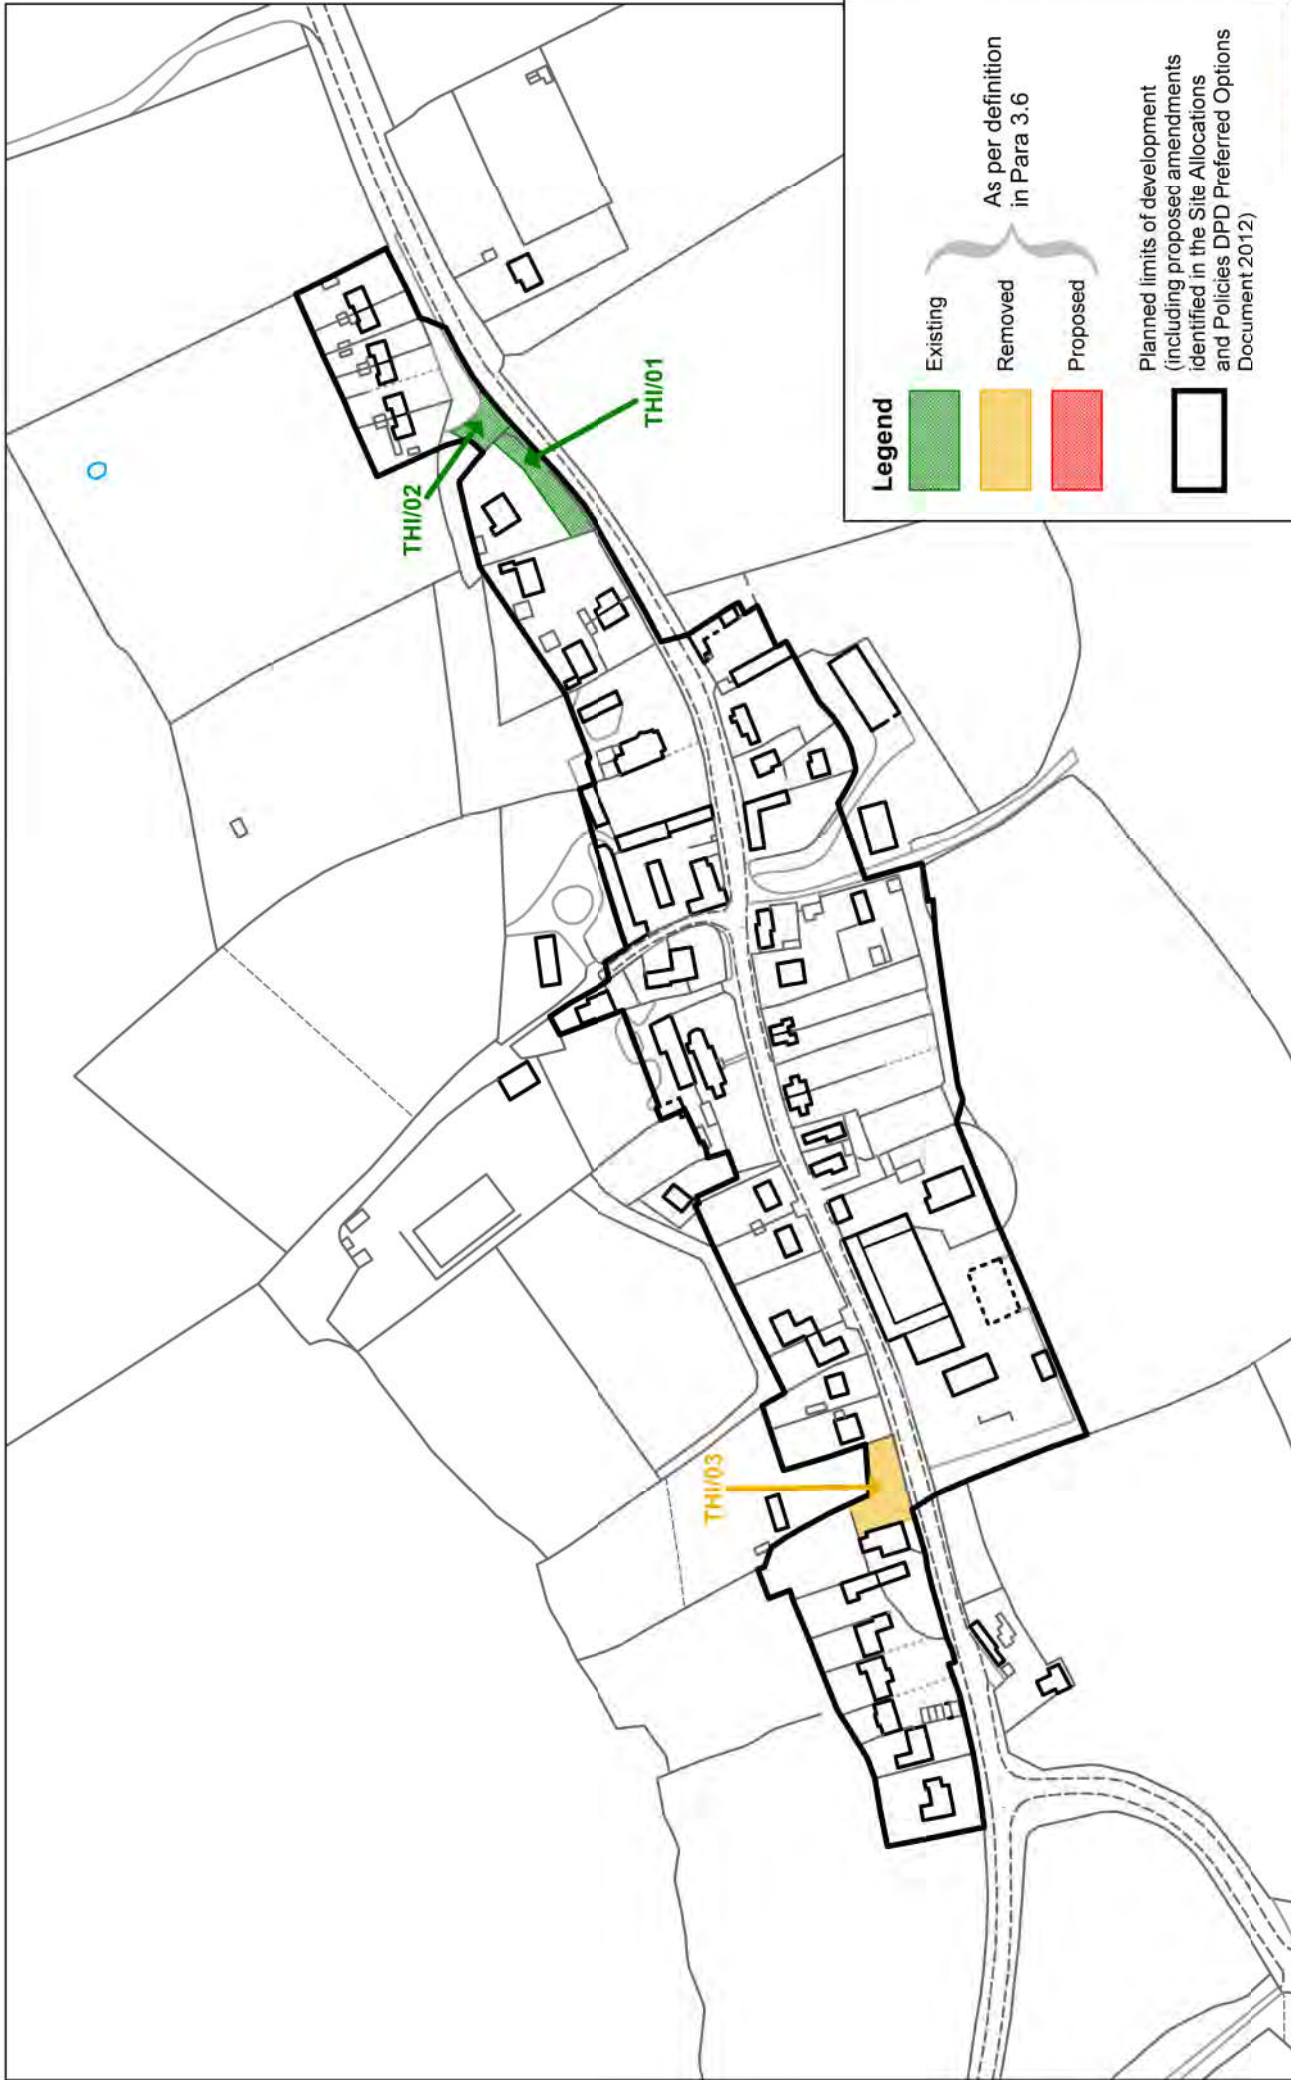 THI/02
THI/01
THI/03
Legend
Existing
Removed
Proposed
As per definition
in Para 3.6
Planned limits of development
(including proposed amendments
identified in the Site Allocations
and Policies DPD Preferred Options
Document 2012)